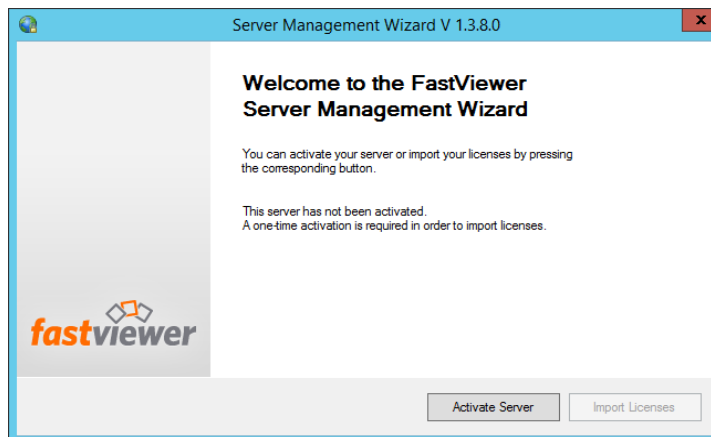 Server Management Wizard V 1.3.8.0
x
Welcome to the FastViewer
Server Management Wizard
You can activate your server or import your licenses by pressing
the corresponding button.
This server has not been activated.
A one-time activation is required in order to import licenses.
fastviewer
Activate Server
Import Licenses